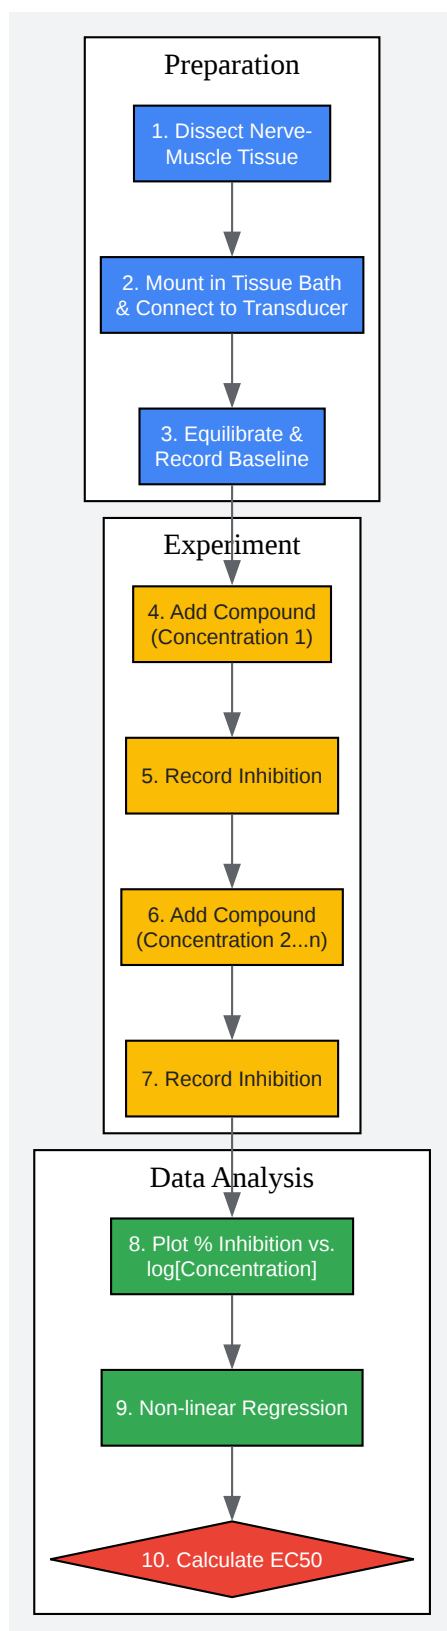 Preparation
1. Dissect Nerve-
Muscle Tissue
2. Mount in Tissue Bath
& Connect to Transducer
3. Equilibrate &
Record Baseline
Experiment
4. Add Compound
(Concentration 1)
5. Record Inhibition
6. Add Compound
(Concentration 2...n)
7. Record Inhibition
Data Analysis
8. Plot % Inhibition vs.
log[Concentration]
9. Non-linear Regression
10. Calculate EC50